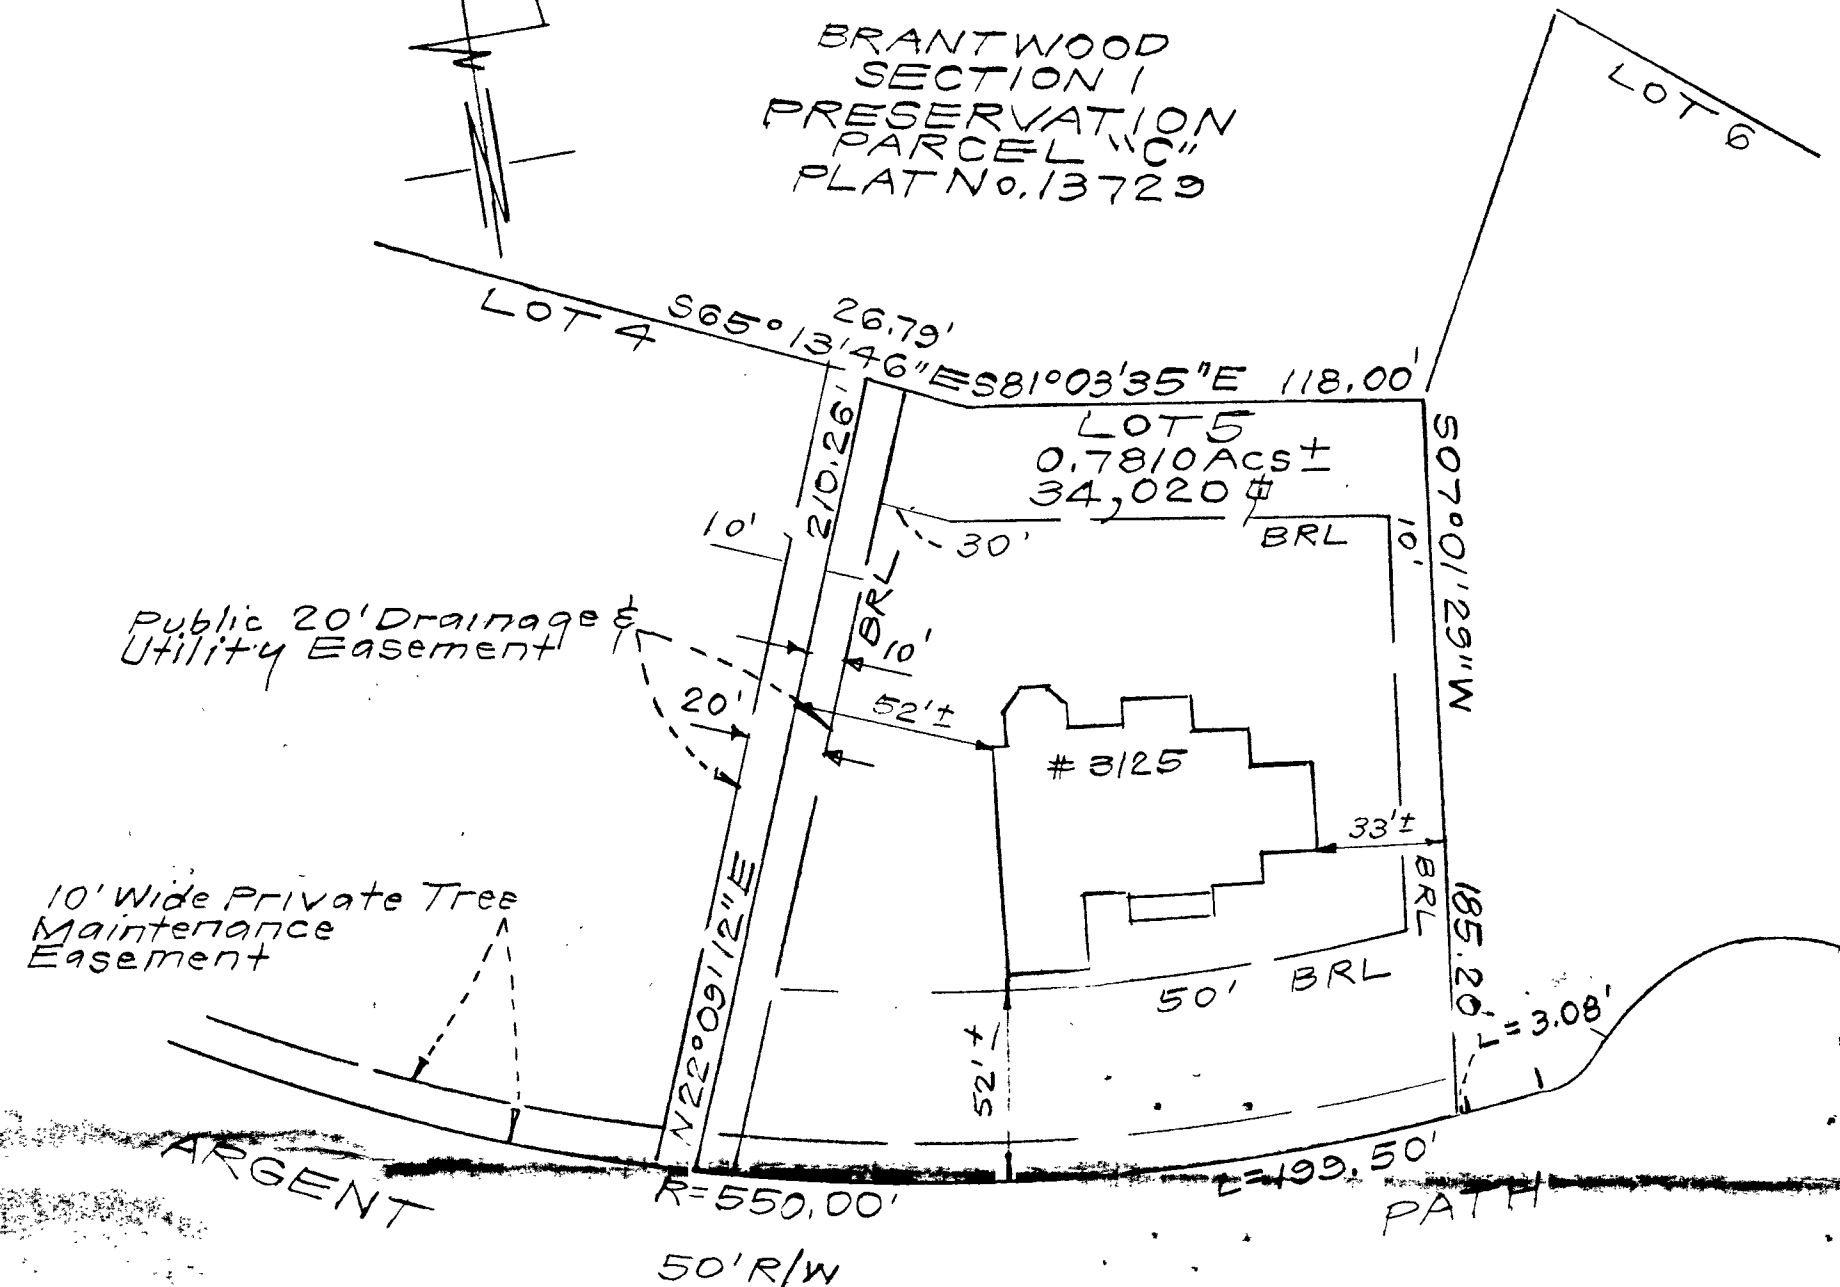 BRANTWOOD
SECTION 1
PRESERVATION
PARCEL "C"
PLAT No. 13729
LOT 6
LOT 4
S65°13'46"E
26.79'
S81°03'35"E 118.00'
LOT 5
0.7810 Acs ±
34,020
210.26'
S07°01'29"W
10'
30'
BRL
10'
BRL
Public 20' Drainage &
Utility Easement
10'
20'
52'±
# 3125
33'±
BRL
185.20'
10' Wide Private Tree
Maintenance
Easement
N22°09'12"E
50' BRL
52'±
L=3.08'
ARGENT
R=550.00'
L=199.50'
PATH
50' R/W